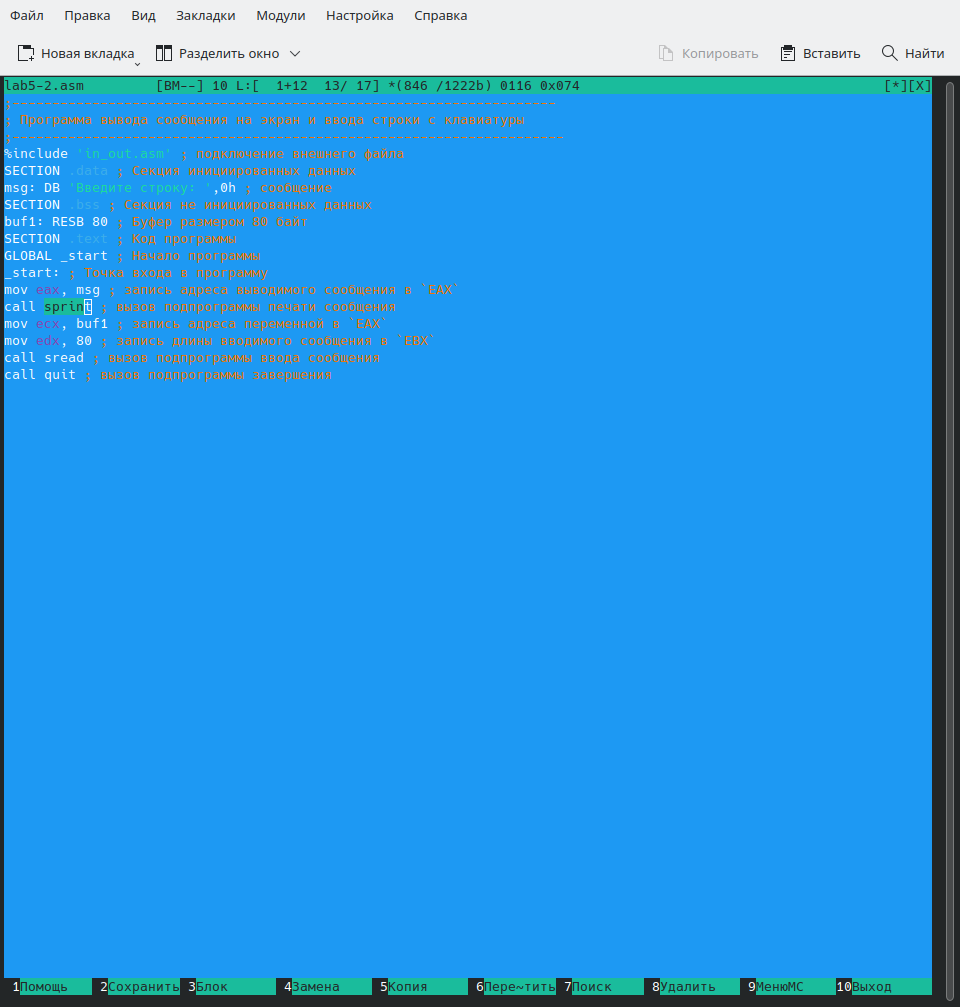 Файл Правка Вид Закладки Модули Настройка Справка
Новая вкладка Разделить окно Копировать Вставить Найти
lab5-2.asm [BM--] 10 L:[ 1+12 13/ 17] *(846 /1222b) 0116 0x074 [*][X]
;--------------------------------------------------------------------
; Программа вывода сообщения на экран и ввода строки с клавиатуры
;---------------------------------------------------------------------
%include 'in_out.asm' ; подключение внешнего файла
SECTION .data ; Секция инициированных данных
msg: DB 'Введите строку: ',0h ; сообщение
SECTION .bss ; Секция не инициированных данных
buf1: RESB 80 ; Буфер размером 80 байт
SECTION .text ; Код программы
GLOBAL _start ; Начало программы
_start: ; Точка входа в программу
mov eax, msg ; запись адреса выводимого сообщения в `EAX`
call sprint ; вызов подпрограммы печати сообщения
mov ecx, buf1 ; запись адреса переменной в `EAX`
mov edx, 80 ; запись длины вводимого сообщения в `EBX`
call sread ; вызов подпрограммы ввода сообщения
call quit ; вызов подпрограммы завершения
1Помощь 2Сохранить 3Блок 4Замена 5Копия 6Пере~тить 7Поиск 8Удалить 9МенюMC 10Выход